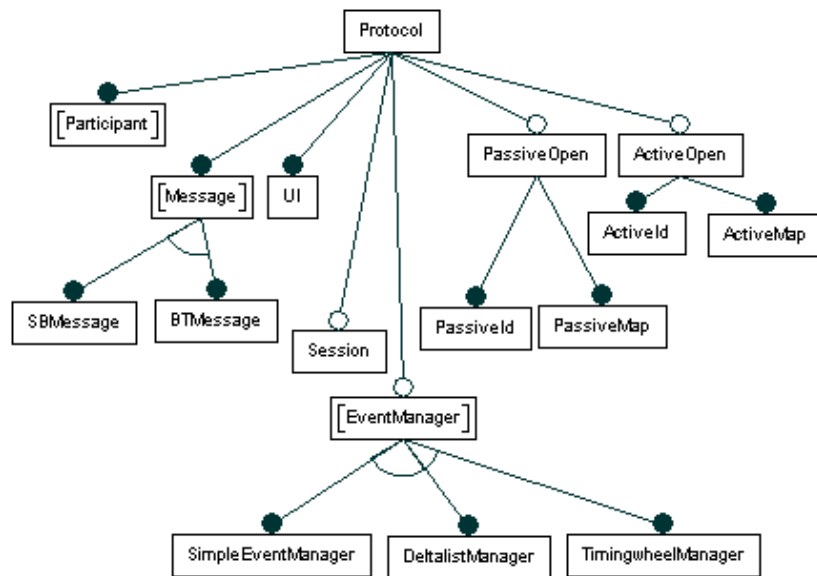 Protocol
[Participant]
[Message]
UI
PassiveOpen
ActiveOpen
ActiveId
ActiveMap
SBMessage
BTMessage
Session
PassiveId
PassiveMap
[EventManager]
SimpleEventManager
DeltalistManager
TimingwheelManager